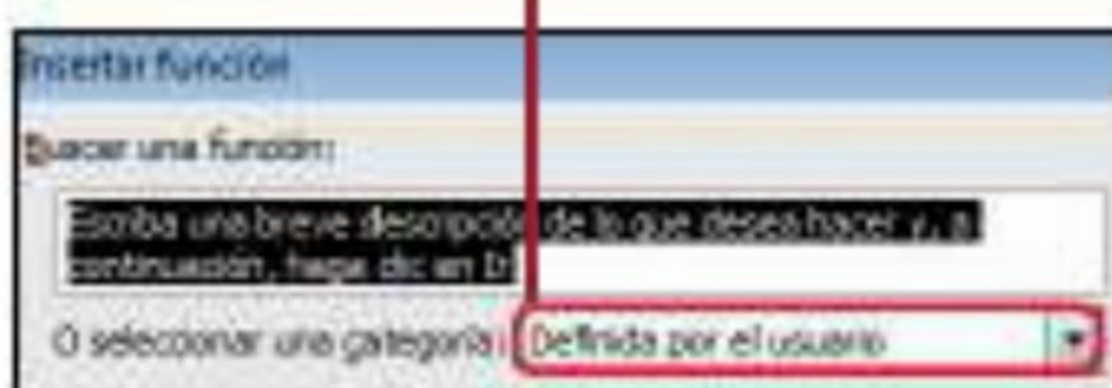 Insertar función
Buscar una función:
Escriba una breve descripción de lo que desea hacer y, a
continuación, haga clic en Ir
O seleccionar una categoría: Definida por el usuario